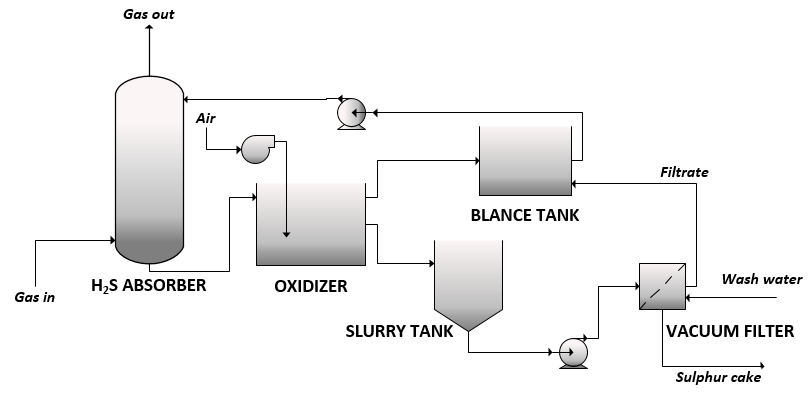 Gas out
Air
Filtrate
BLANCE TANK
Wash water
H₂S ABSORBER
OXIDIZER
Gas in
SLURRY TANK
VACUUM FILTER
Sulphur cake